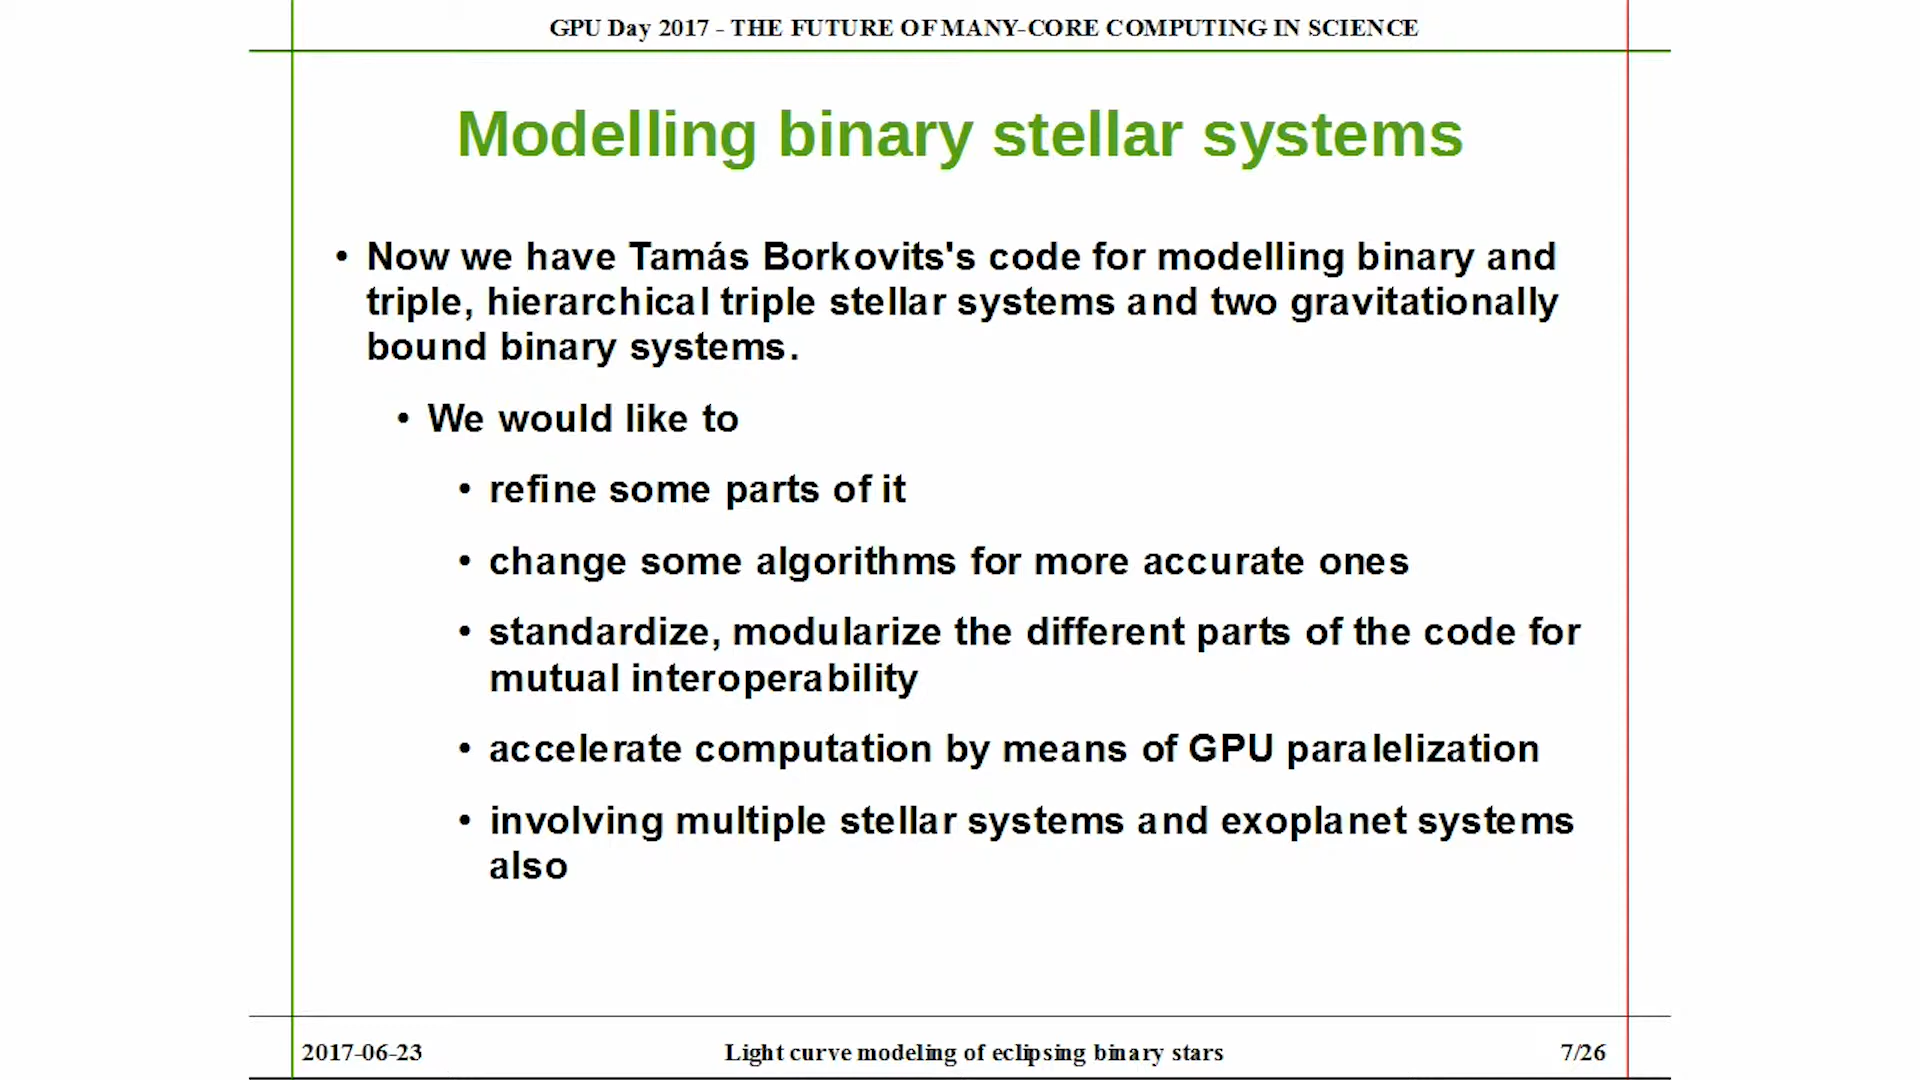 GPU Day 2017 - THE FUTURE OF MANY-CORE COMPUTING IN SCIENCE
Modelling binary stellar systems
• Now we have Tamás Borkovits's code for modelling binary and
triple, hierarchical triple stellar systems and two gravitationally
bound binary systems.
• We would like to
• refine some parts of it
• change some algorithms for more accurate ones
• standardize, modularize the different parts of the code for
mutual interoperability
• accelerate computation by means of GPU paralelization
• involving multiple stellar systems and exoplanet systems
also
2017-06-23
Light curve modeling of eclipsing binary stars
7/26